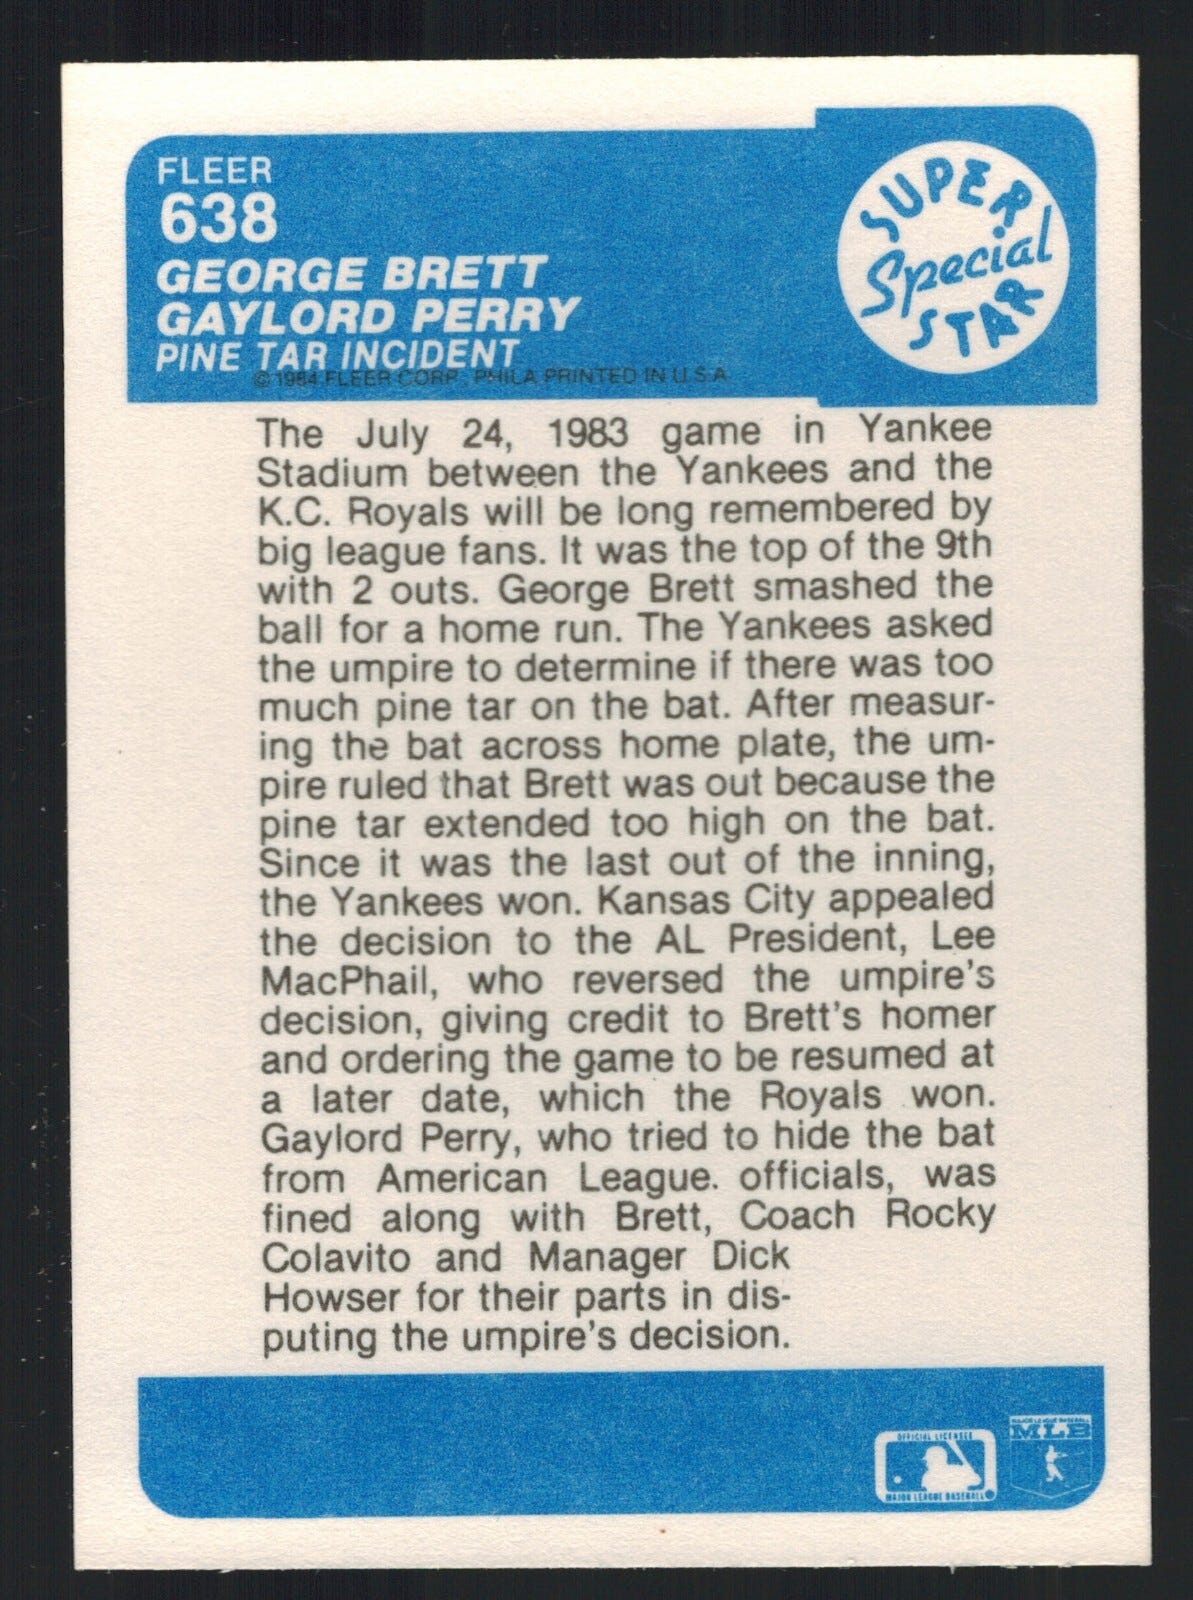 FLEER
638
GEORGE BRETT
GAYLORD PERRY
PINE TAR INCIDENT
© 1984 FLEER CORP., PHILA PRINTED IN U.S.A.
SUPER
Special
STAR
The July 24, 1983 game in Yankee
Stadium between the Yankees and the
K.C. Royals will be long remembered by
big league fans. It was the top of the 9th
with 2 outs. George Brett smashed the
ball for a home run. The Yankees asked
the umpire to determine if there was too
much pine tar on the bat. After measur-
ing the bat across home plate, the um-
pire ruled that Brett was out because the
pine tar extended too high on the bat.
Since it was the last out of the inning,
the Yankees won. Kansas City appealed
the decision to the AL President, Lee
MacPhail, who reversed the umpire's
decision, giving credit to Brett's homer
and ordering the game to be resumed at
a later date, which the Royals won.
Gaylord Perry, who tried to hide the bat
from American League. officials, was
fined along with Brett, Coach Rocky
Colavito and Manager Dick
Howser for their parts in dis-
puting the umpire's decision.
OFFICIAL LICENSEE
MAJOR LEAGUE BASEBALL
MAJOR LEAGUE BASEBALL
MLB